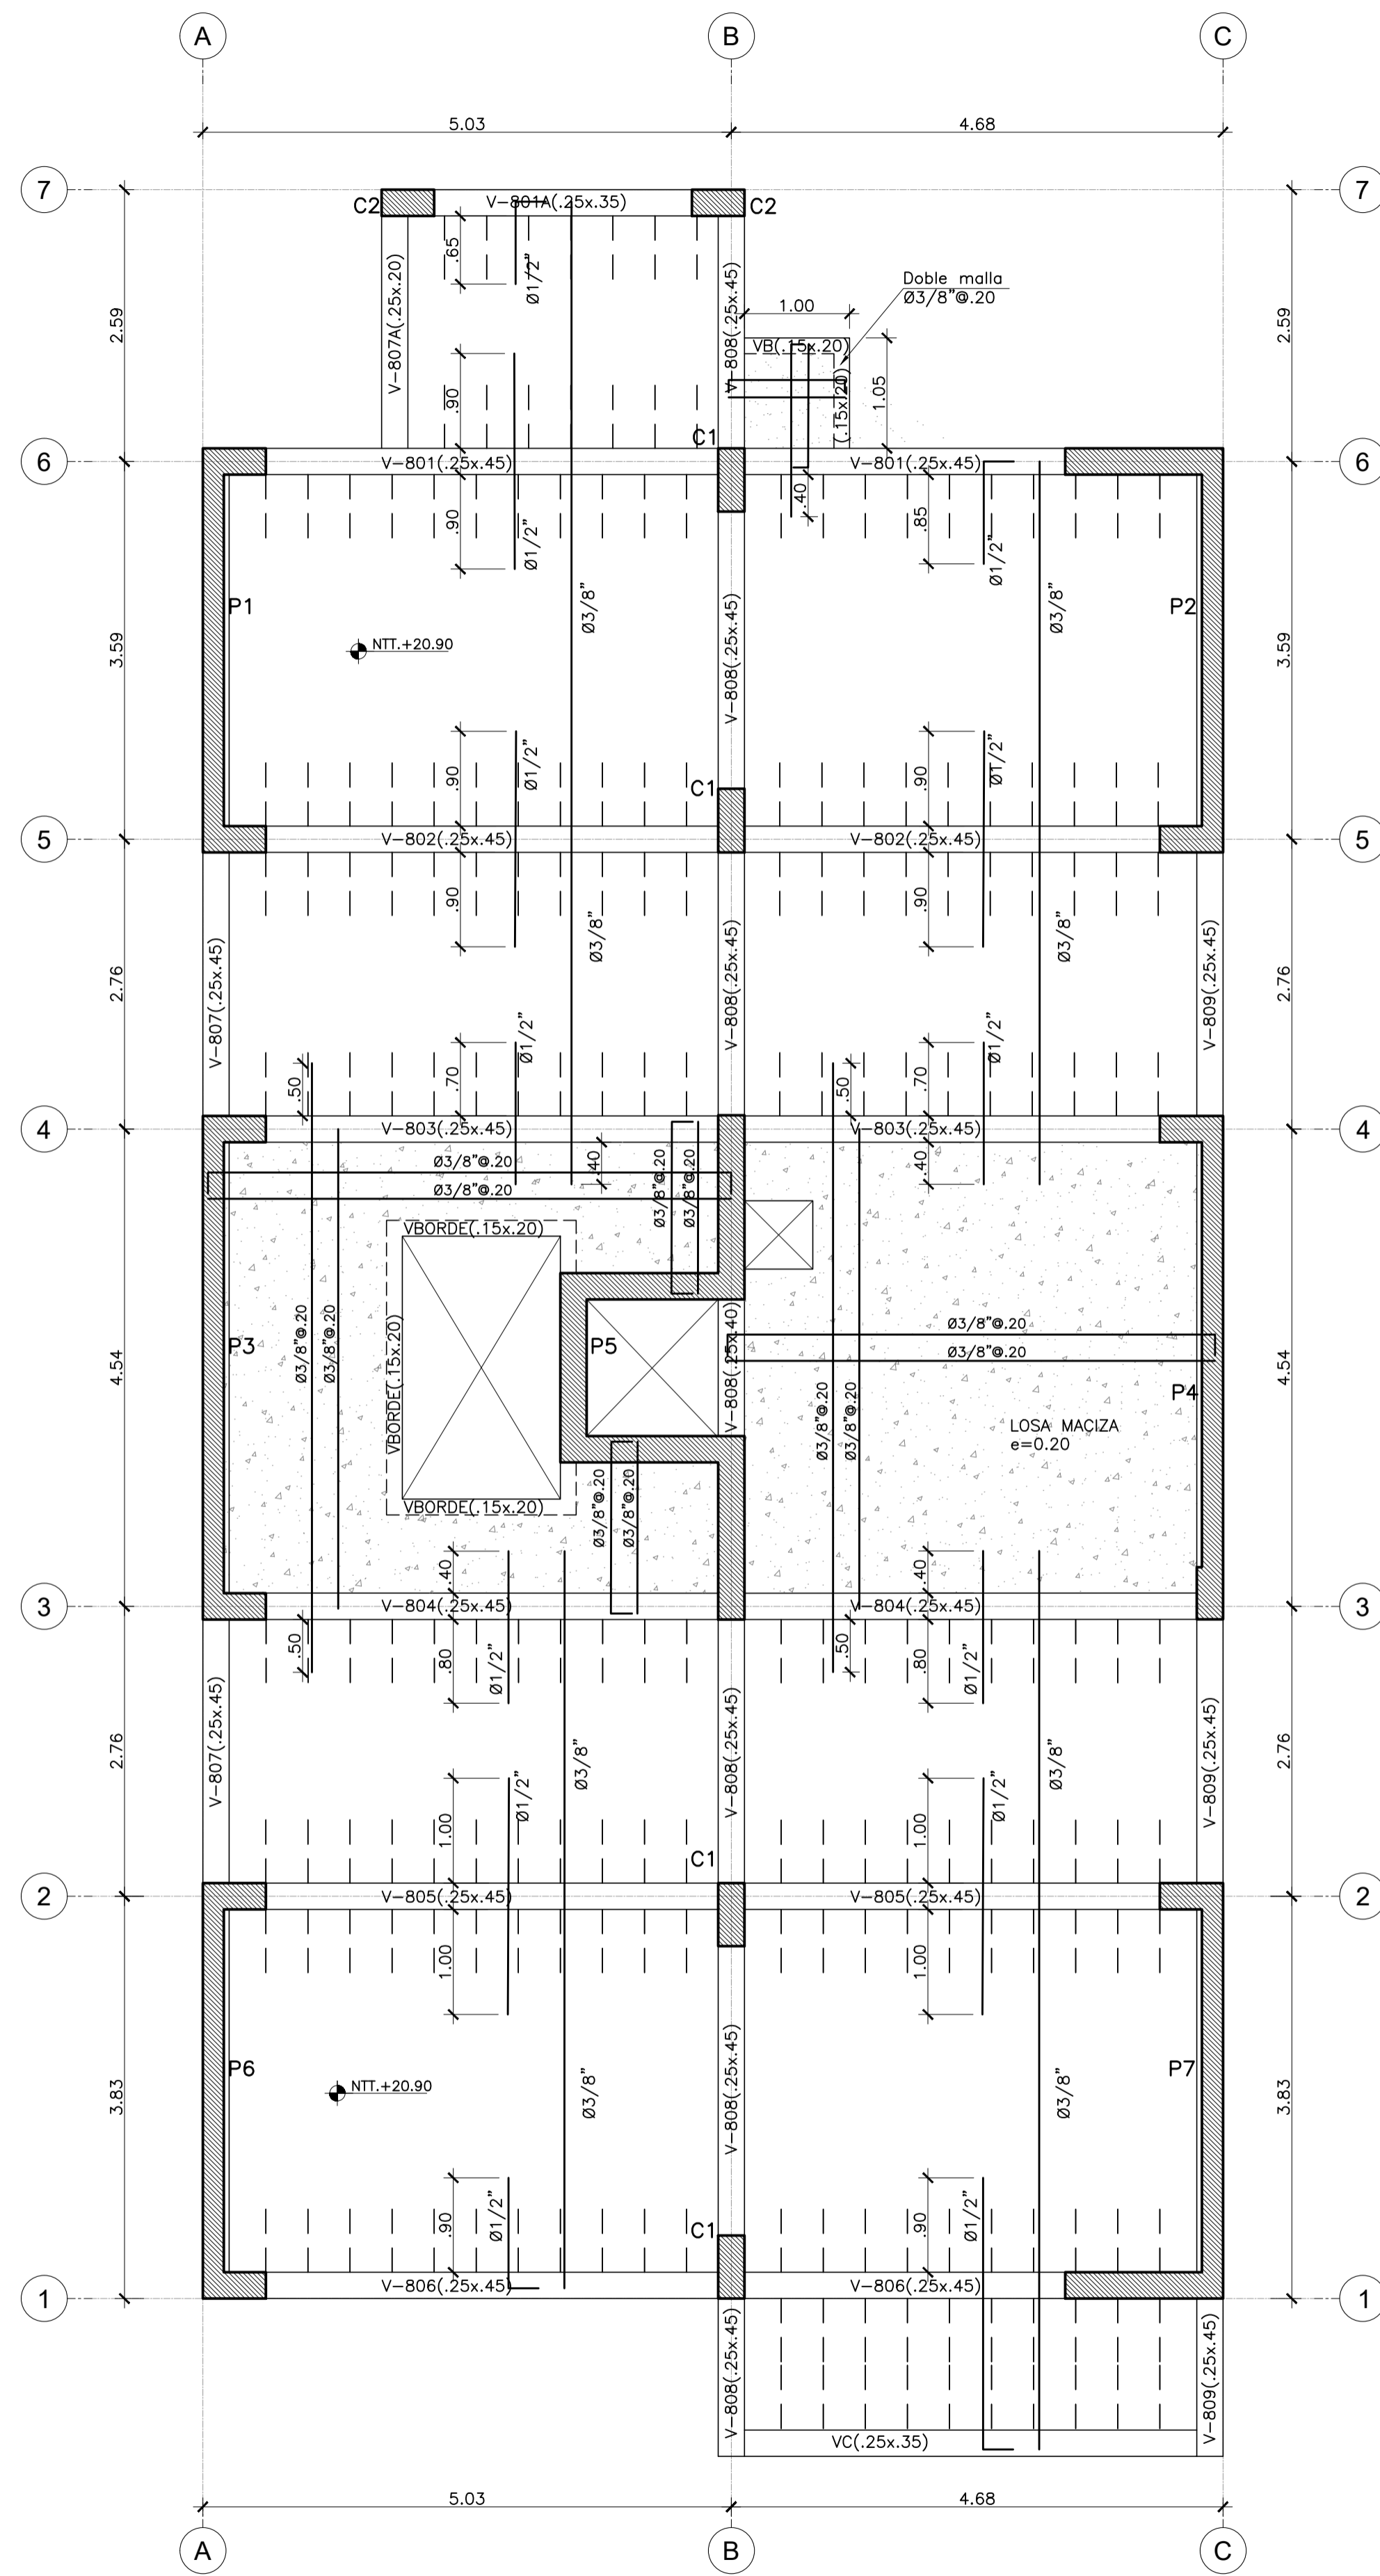 A B C
5.03 4.68
7 7
C2 V-801A(.25x.35) C2
.65 Ø1/2"
V-807A(.25x.20)
V-808(.25x.45)
Doble malla
Ø3/8"@.20
1.00
VB(.15x.20)
(.15x.20)
1.05
2.59 2.59
.90
C1
6 V-801(.25x.45) V-801(.25x.45) 6
.90 Ø1/2" .40 .85 Ø1/2"
P1 Ø3/8" Ø3/8" P2
V-808(.25x.45)
3.59 3.59
NTT.+20.90
.90 Ø1/2" .90 Ø1/2"
C1
5 V-802(.25x.45) V-802(.25x.45) 5
.90 .90
Ø3/8" Ø3/8"
V-807(.25x.45) V-808(.25x.45) V-809(.25x.45)
2.76 2.76
Ø1/2" Ø1/2"
.50 .70 .50 .70
4 V-803(.25x.45) V-803(.25x.45) 4
Ø3/8"@.20
Ø3/8"@.20
.40 .40
Ø3/8"@.20
Ø3/8"@.20
VBORDE(.15x.20)
VBORDE(.15x.20)
VBORDE(.15x.20)
Ø3/8"@.20
Ø3/8"@.20
P3 P5 P4
V-808(.25x.40)
Ø3/8"@.20
Ø3/8"@.20
4.54 4.54
Ø3/8"@.20
Ø3/8"@.20
LOSA MACIZA
e=0.20
Ø3/8"@.20
Ø3/8"@.20
.40 .40
3 V-804(.25x.45) V-804(.25x.45) 3
.50 .80 Ø1/2" .50 .80 Ø1/2"
V-807(.25x.45) V-808(.25x.45) V-809(.25x.45)
2.76 2.76
Ø3/8" Ø3/8"
1.00 Ø1/2" 1.00 Ø1/2"
C1
2 V-805(.25x.45) V-805(.25x.45) 2
1.00 1.00
P6 P7
Ø3/8" Ø3/8"
V-808(.25x.45)
3.83 3.83
NTT.+20.90
.90 Ø1/2" .90 Ø1/2"
C1
1 V-806(.25x.45) V-806(.25x.45) 1
V-808(.25x.45) V-809(.25x.45)
VC(.25x.35)
5.03 4.68
A B C